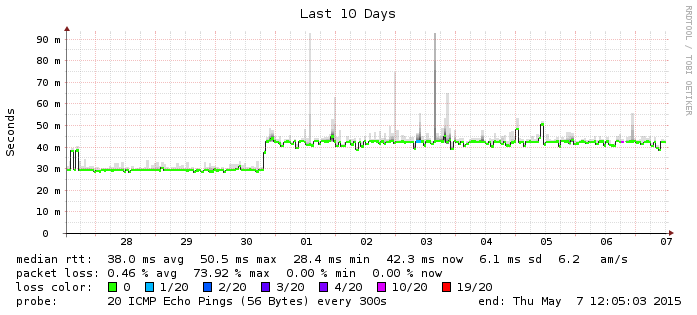 Last 10 Days
RRDTOOL / TOBI OETIKER
Seconds
90 m
80 m
70 m
60 m
50 m
40 m
30 m
20 m
10 m
0
28 29 30 01 02 03 04 05 06 07
median rtt: 38.0 ms avg 50.5 ms max 28.4 ms min 42.3 ms now 6.1 ms sd 6.2 am/s
packet loss: 0.46 % avg 73.92 % max 0.00 % min 0.00 % now
loss color: 0 1/20 2/20 3/20 4/20 10/20 19/20
probe: 20 ICMP Echo Pings (56 Bytes) every 300s end: Thu May 7 12:05:03 2015